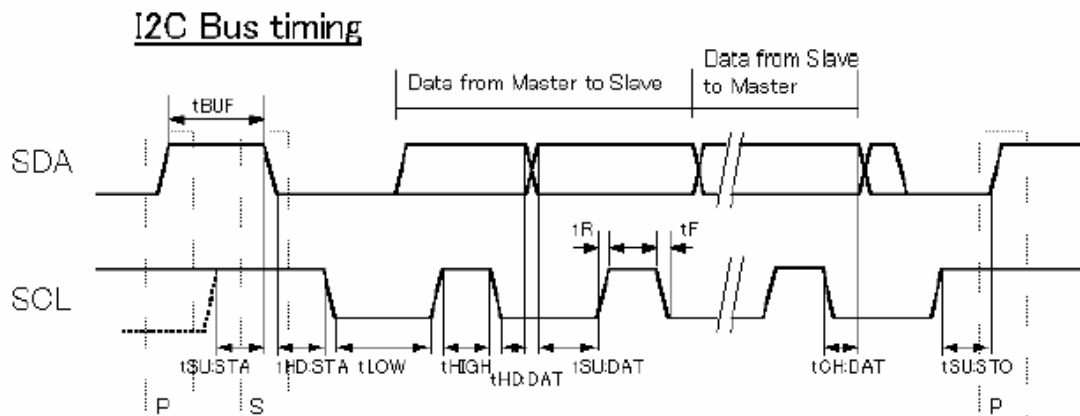 I2C Bus timing
Data from Master to Slave
Data from Slave
to Master
tBUF
SDA
tR
tF
SCL
tSU:STA
tHD:STA
tLOW
tHIGH
tHD:DAT
tSU:DAT
tCH:DAT
tSU:STO
P
S
P